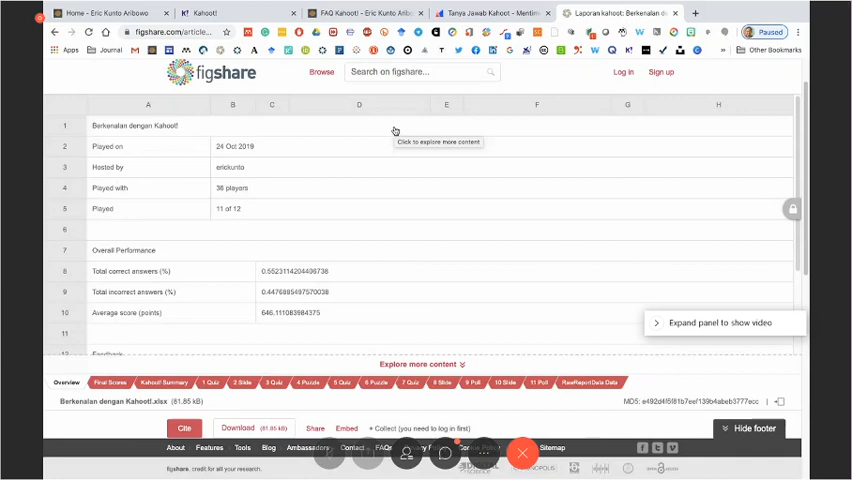 Home - Eric Kunto Aribowo
Kahoot!
FAQ Kahoot! - Eric Kunto Aribo
Tanya Jawab Kahoot - Mentime
Laporan kahoot: Berkenalan de
figshare.com/article...
Paused
Apps
Journal
Other Bookmarks
figshare
Browse
Search on figshare...
Log in
Sign up
A B C D E F G H
1 Berkenalan dengan Kahoot!
2 Played on 24 Oct 2019
3 Hosted by erickunto
4 Played with 36 players
5 Played 11 of 12
6
7 Overall Performance
8 Total correct answers (%) 0.5523114204406738
9 Total incorrect answers (%) 0.4476885497570038
10 Average score (points) 646.111083984375
11
12 Feedback
Click to explore more content
Expand panel to show video
Explore more content
Overview
Final Scores
Kahoot! Summary
1 Quiz
2 Slide
3 Quiz
4 Puzzle
5 Quiz
6 Puzzle
7 Quiz
8 Slide
9 Poll
10 Slide
11 Poll
RawReportData Data
Berkenalan dengan Kahoot!.xlsx (61.85 kB)
Cite
Download (61.85 kB)
Share
Embed
+ Collect (you need to log in first)
Hide footer
About
Features
Tools
Blog
Ambassadors
Contact
FAQs
Sitemap
figshare. credit for all your research.